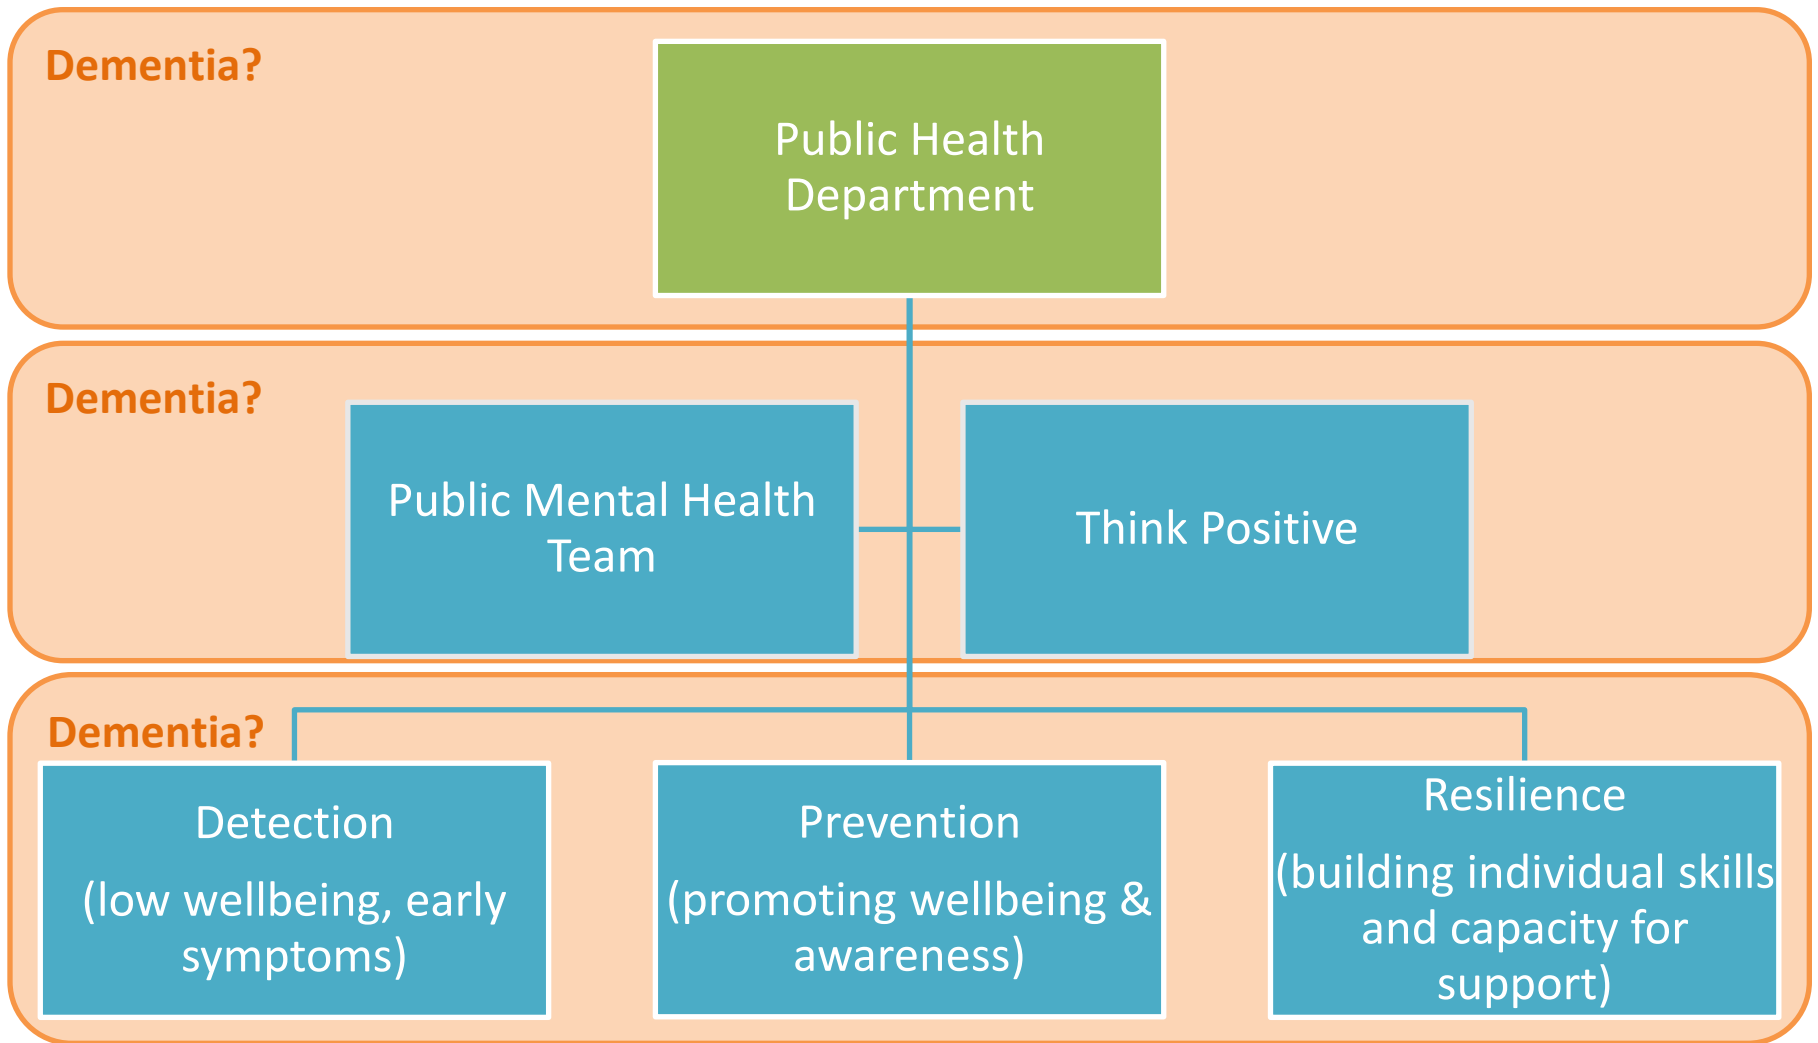 Dementia?
Public Health
Department
Dementia?
Public Mental Health
Team
Think Positive
Dementia?
Detection
(low wellbeing, early
symptoms)
Prevention
(promoting wellbeing &
awareness)
Resilience
(building individual skills
and capacity for
support)